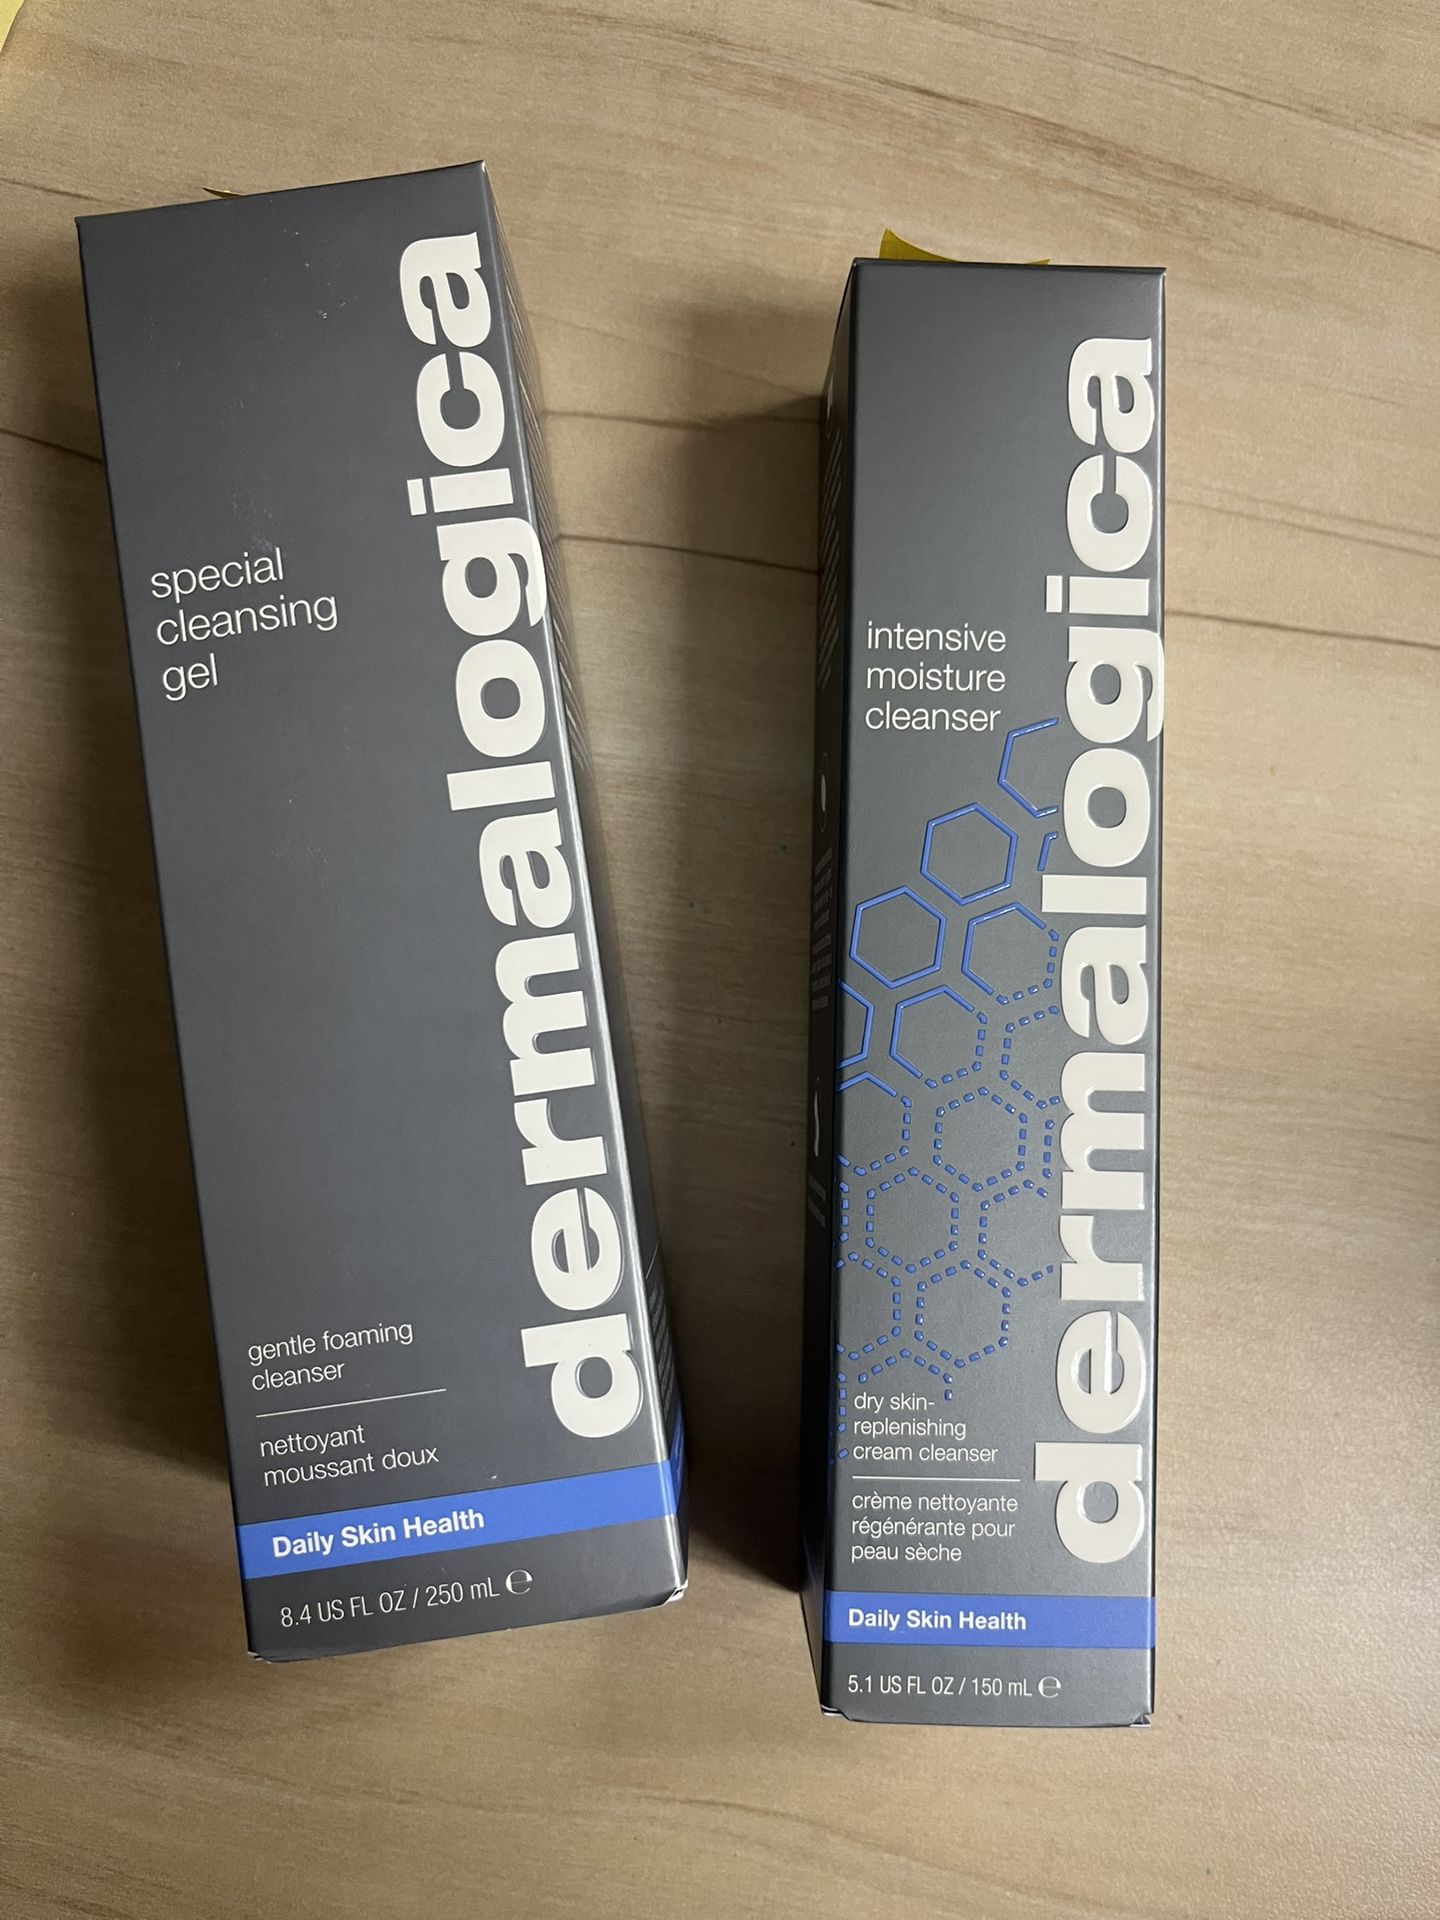 special
cleansing
gel
dermalogica
gentle foaming
cleanser
nettoyant
moussant doux
Daily Skin Health
8.4 US FL OZ / 250 mL ℮
intensive
moisture
cleanser
dermalogica
dry skin-
replenishing
cream cleanser
crème nettoyante
régénérante pour
peau sèche
Daily Skin Health
5.1 US FL OZ / 150 mL ℮